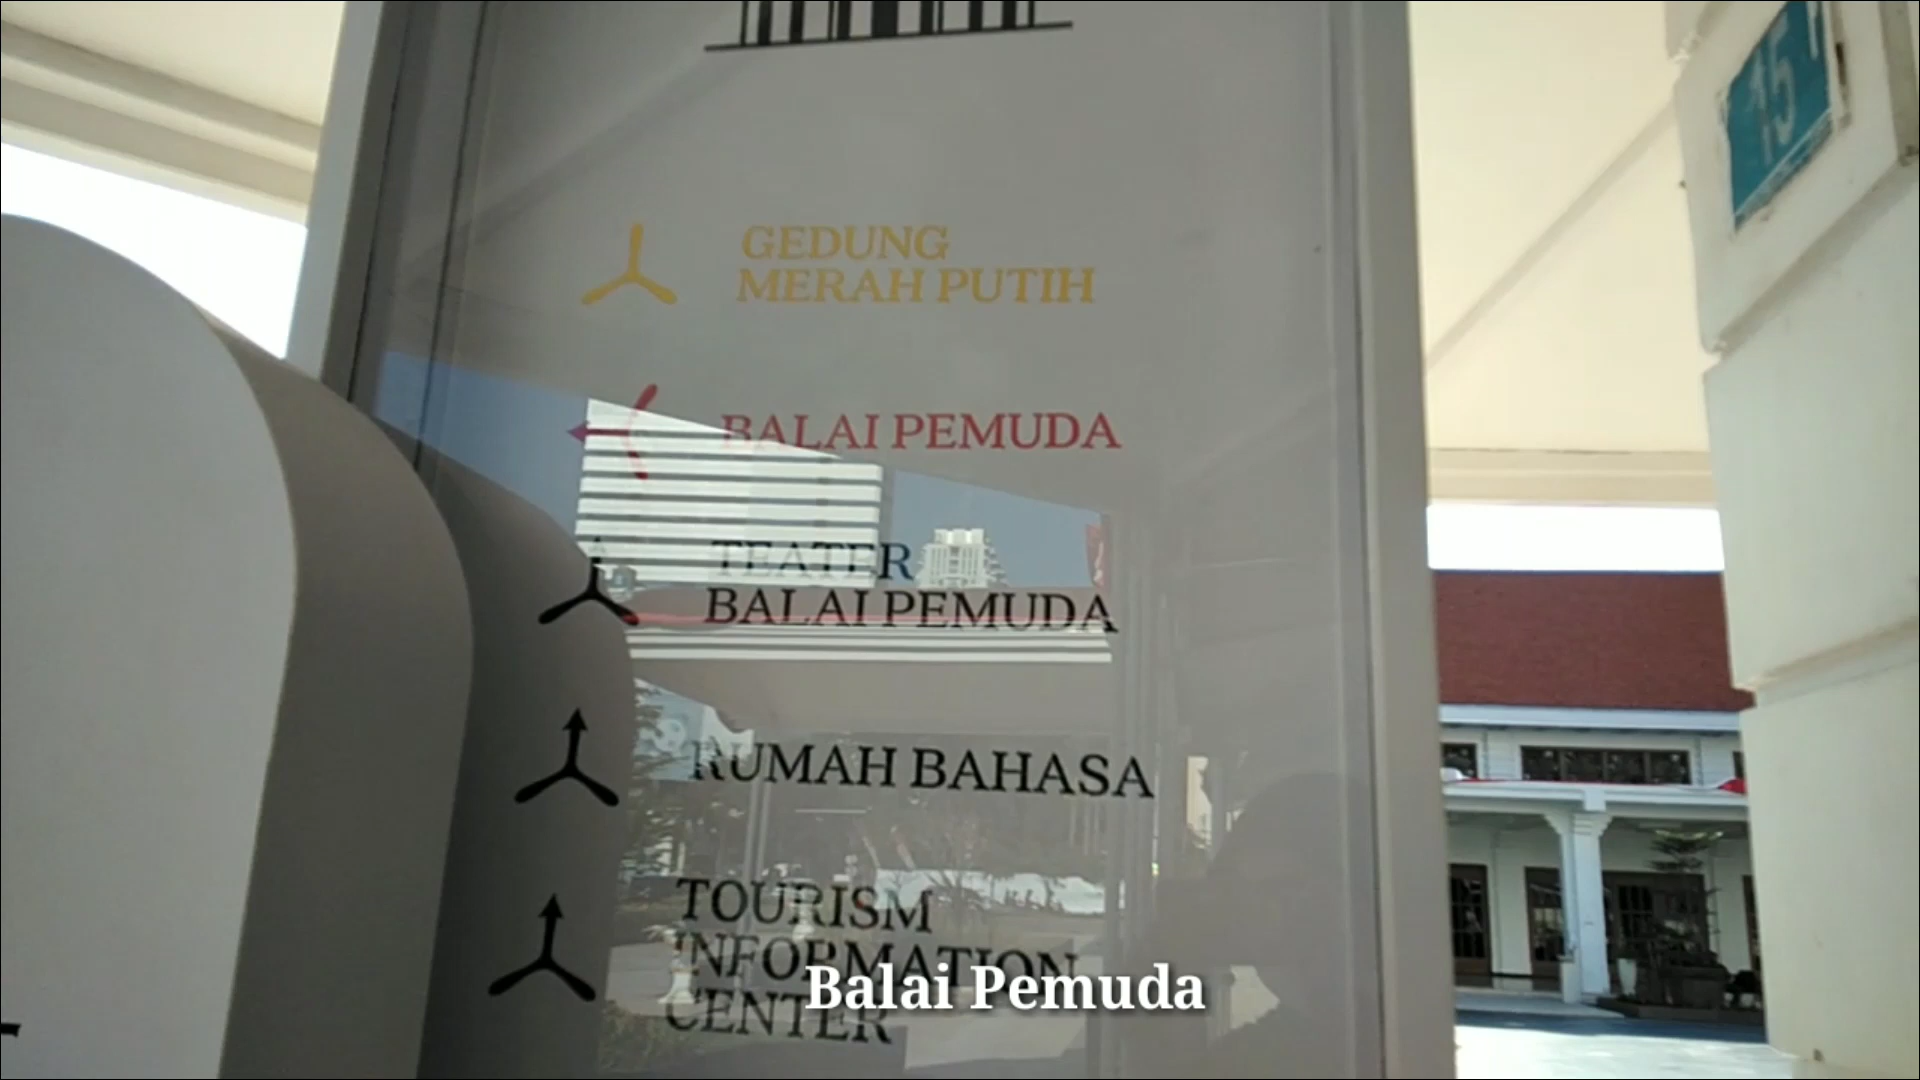 GEDUNG
MERAH PUTIH
BALAI PEMUDA
TEATER
BALAI PEMUDA
RUMAH BAHASA
TOURISM
INFORMATION
CENTER
Balai Pemuda
15